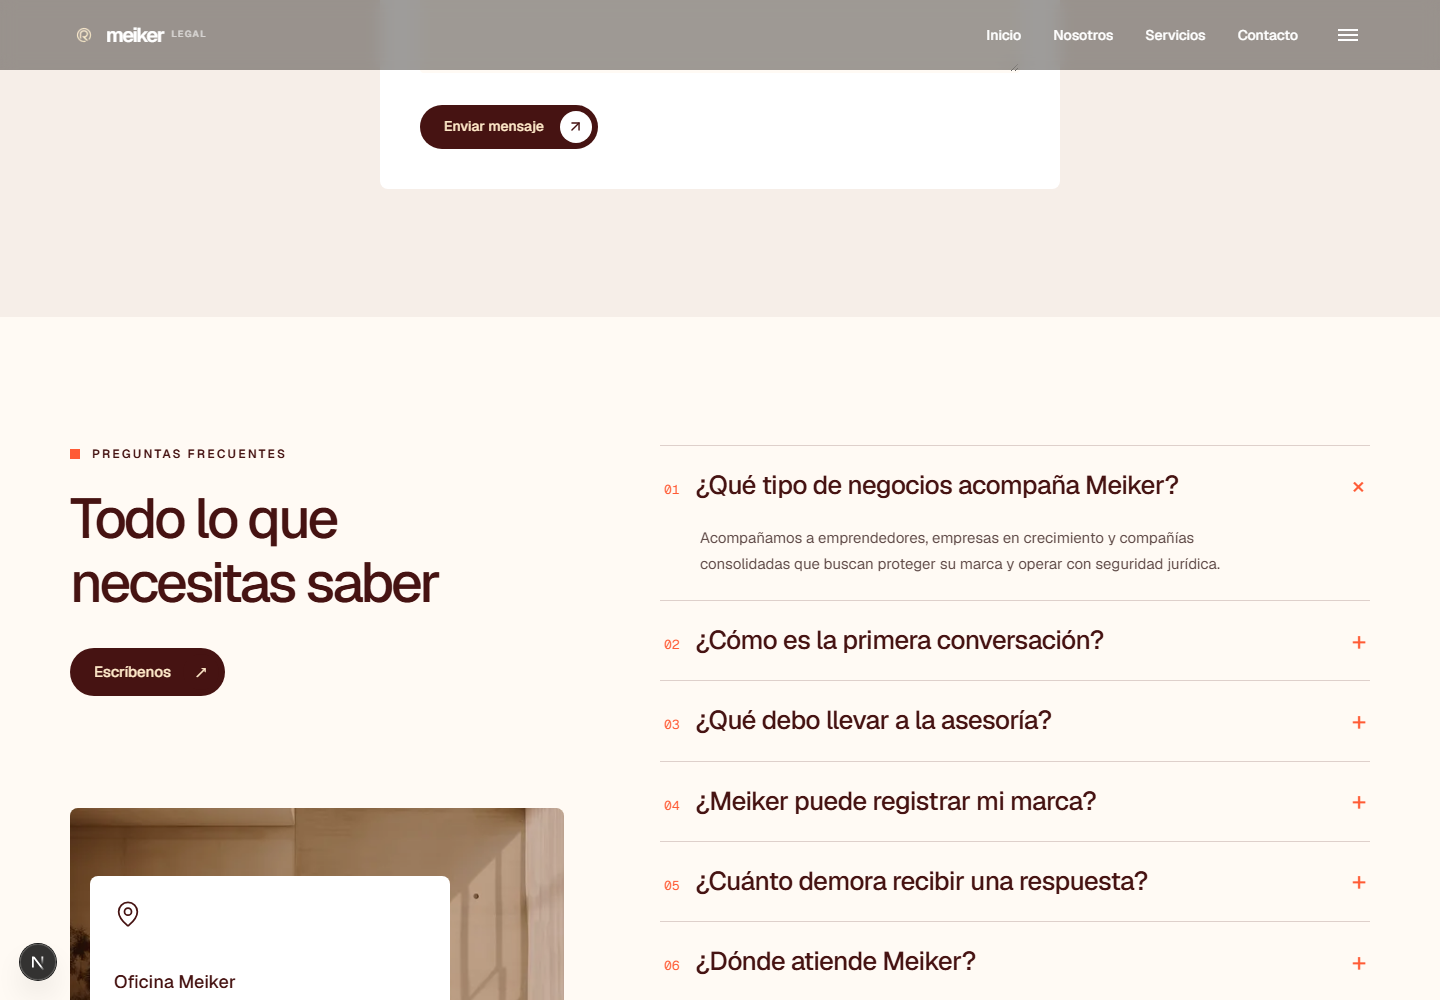 meiker LEGAL
Inicio Nosotros Servicios Contacto
Enviar mensaje
PREGUNTAS FRECUENTES
Todo lo que
necesitas saber
Escríbenos ↗
Oficina Meiker
01 ¿Qué tipo de negocios acompaña Meiker? ×
Acompañamos a emprendedores, empresas en crecimiento y compañías
consolidadas que buscan proteger su marca y operar con seguridad jurídica.
02 ¿Cómo es la primera conversación? +
03 ¿Qué debo llevar a la asesoría? +
04 ¿Meiker puede registrar mi marca? +
05 ¿Cuánto demora recibir una respuesta? +
06 ¿Dónde atiende Meiker? +
N